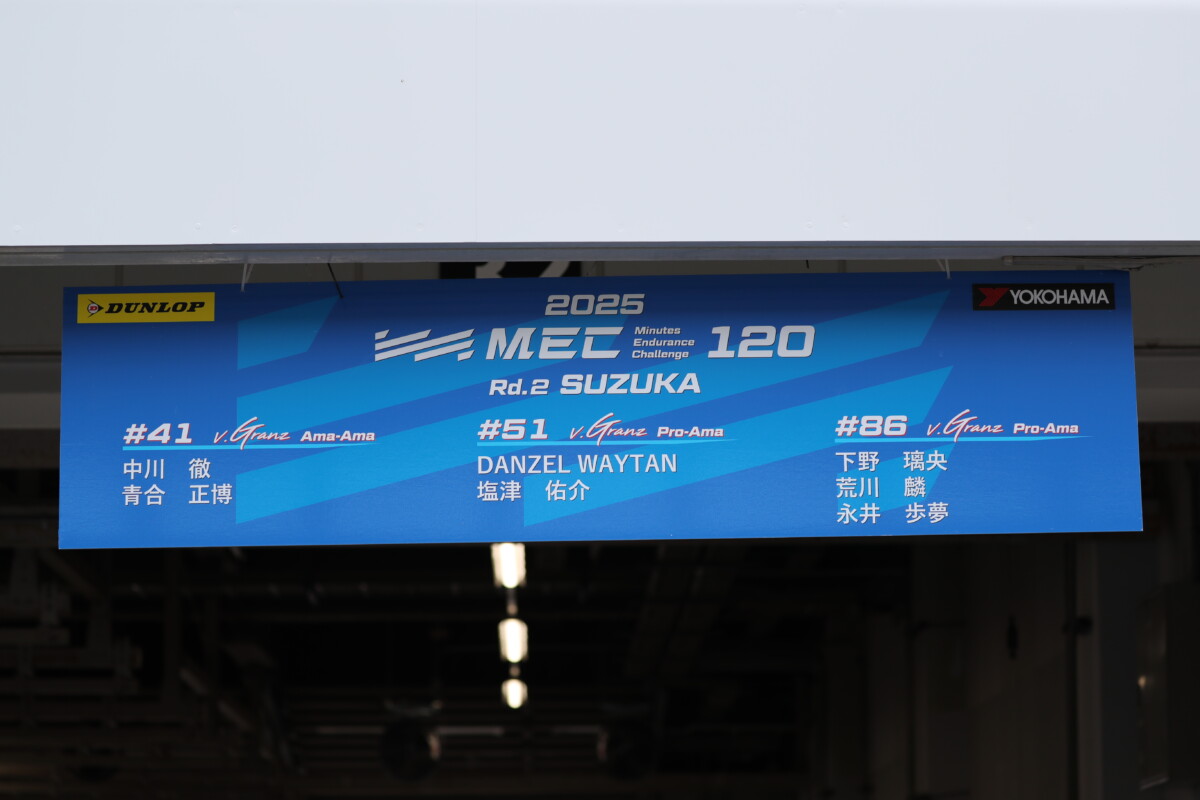 DUNLOP
YOKOHAMA
2025
MEC Minutes Endurance Challenge 120
Rd.2 SUZUKA
#41 v.Granz Ama-Ama
中川 徹
青合 正博
#51 v.Granz Pro-Ama
DANZEL WAYTAN
塩津 佑介
#86 v.Granz Pro-Ama
下野 璃央
荒川 麟
永井 歩夢